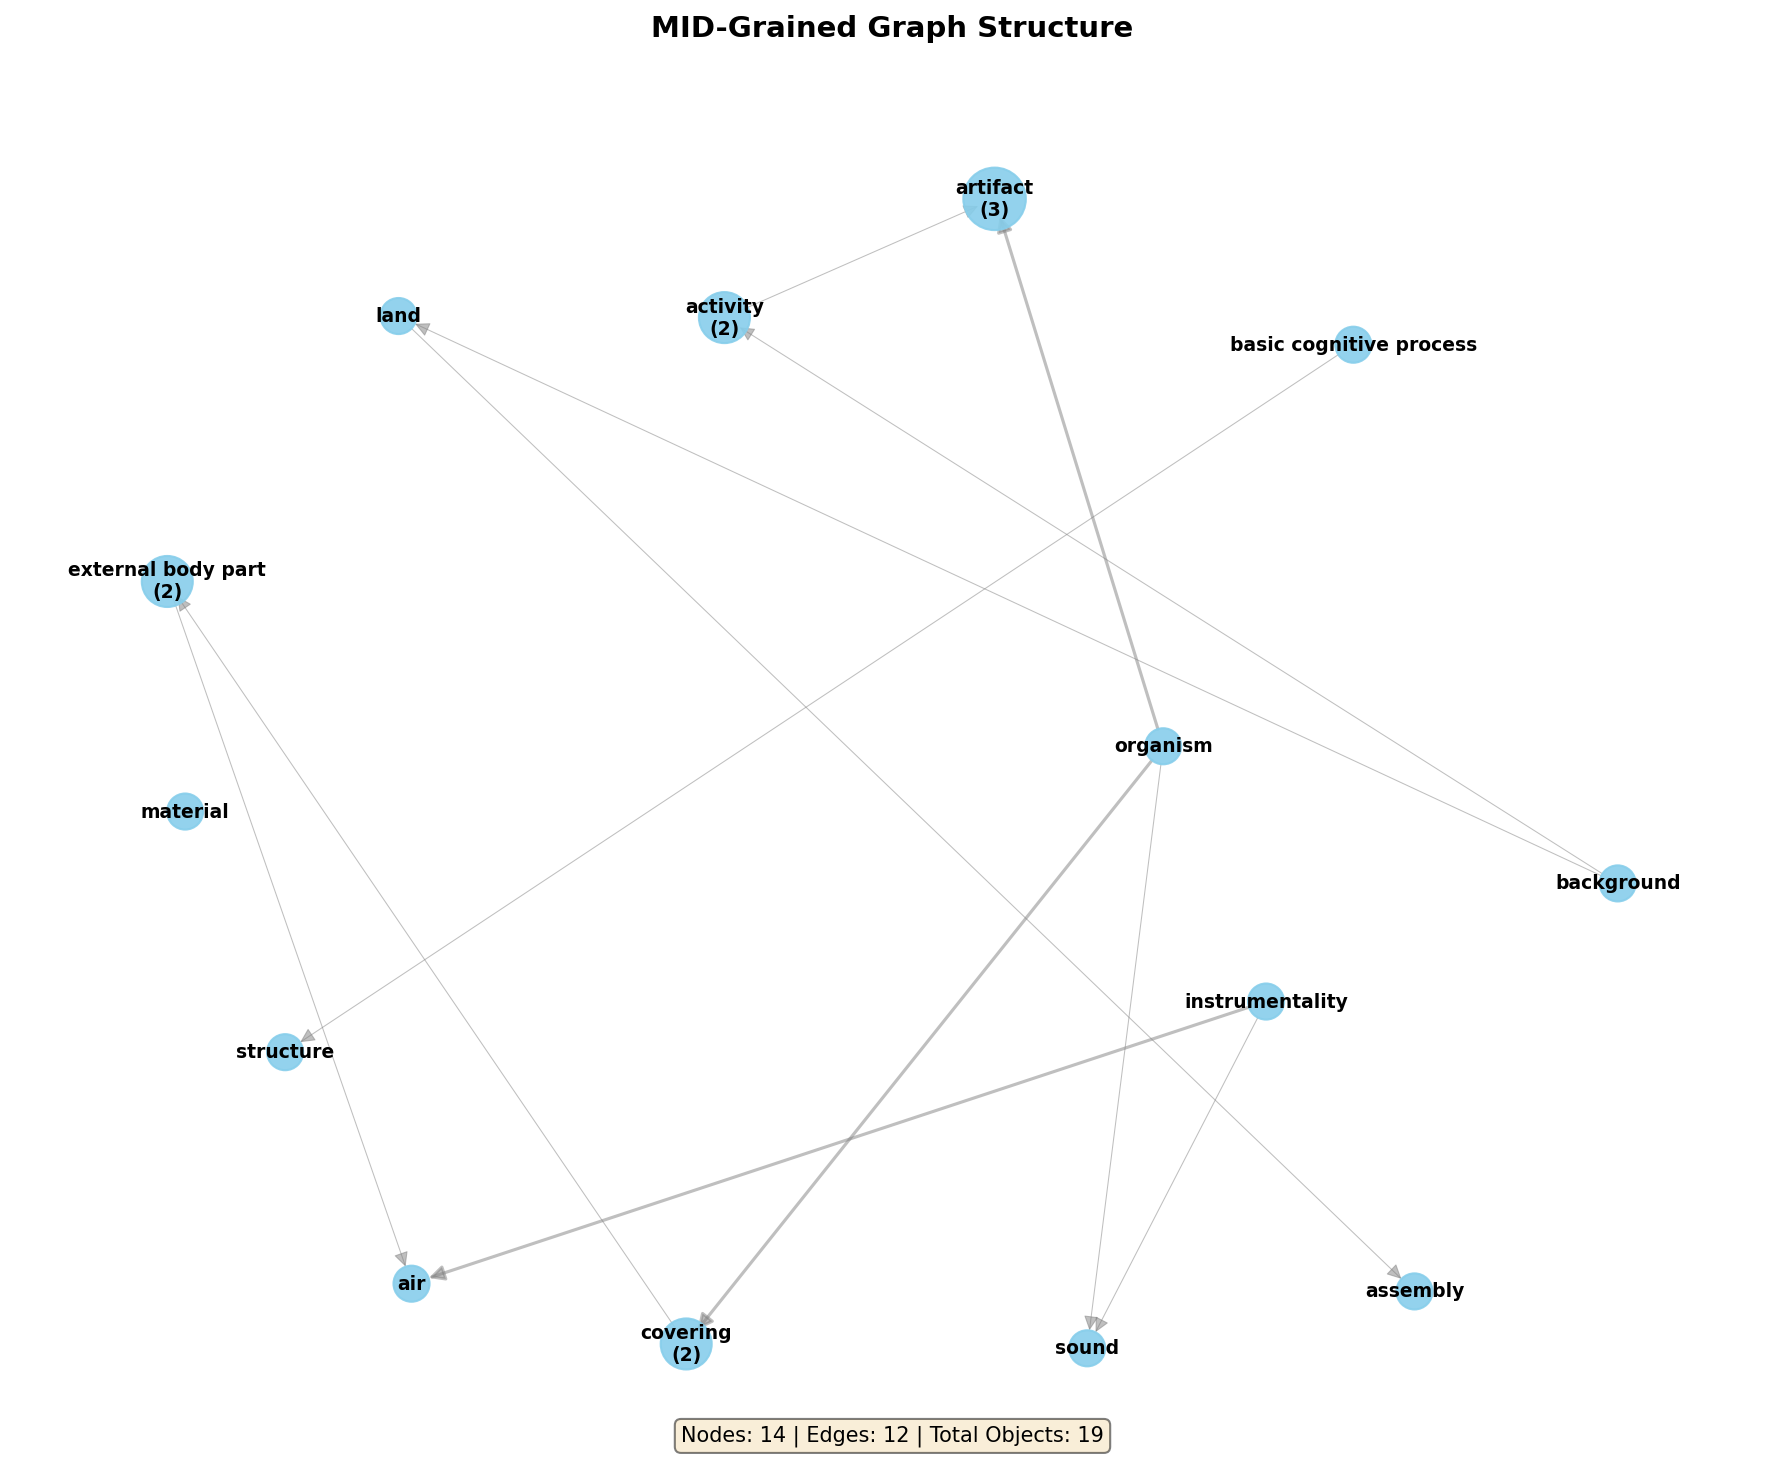 MID-Grained Graph Structure
artifact
(3)
land
activity
(2)
basic cognitive process
external body part
(2)
organism
material
background
instrumentality
structure
air
assembly
covering
(2)
sound
Nodes: 14 | Edges: 12 | Total Objects: 19